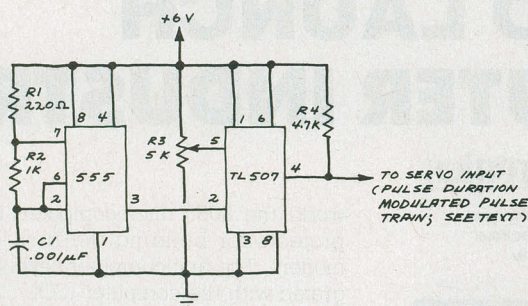 +6V
R1
220Ω
8 4
7
R2
1K
6
2
555
3
1
C1
.001µF
R3
5K
5
1 6
TL507
2
4
3 8
R4
4.7K
TO SERVO INPUT
(PULSE DURATION
MODULATED PULSE
TRAIN; SEE TEXT)